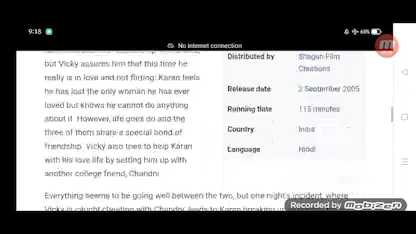 9:18
63%
No internet connection
but Vicky assures him that this time he
really is in love and not flirting. Karan feels
he has lost the only woman he has ever
loved but knows he cannot do anything
about it. However, life goes on and the
three of them share a special bond of
friendship. Vicky also tries to help Karan
with his love life by setting him up with
another college friend, Chandni
Everything seems to be going well between the two, but one night's incident, where
Vicky is caught cheating with Chandni, leads to Karan breaking
Distributed by Shagun Film
Creations
Release date 2 September 2005
Running time 115 minutes
Country India
Language Hindi
Recorded by Mobizen